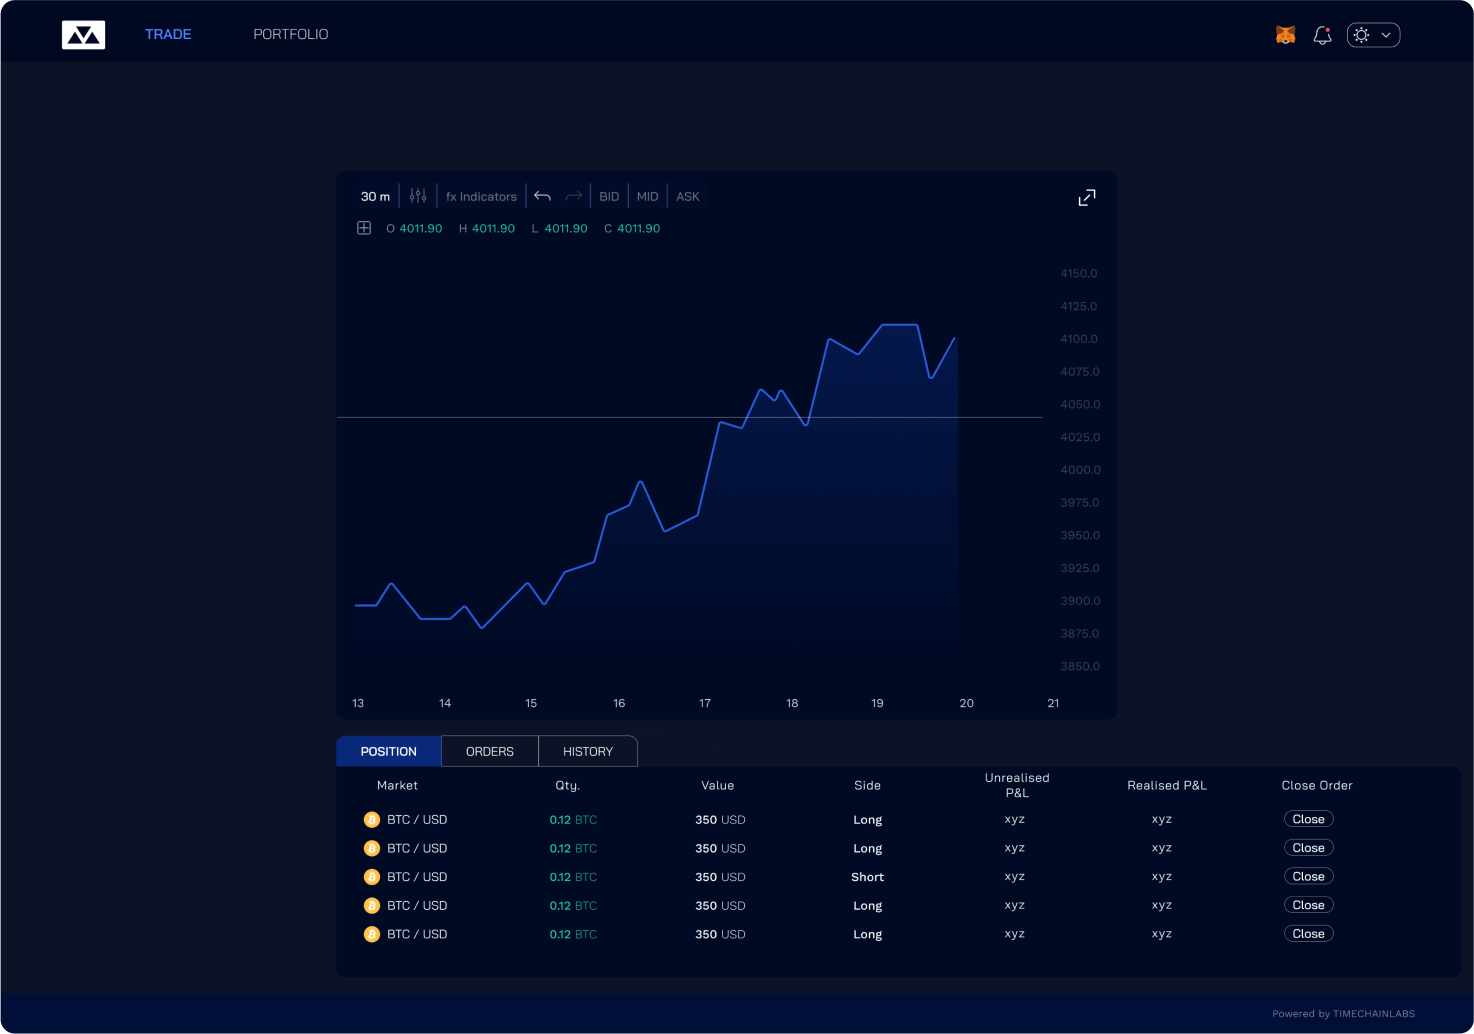 TRADE PORTFOLIO
30 m fx Indicators BID MID ASK
O 4011.90 H 4011.90 L 4011.90 C 4011.90
4150.0
4125.0
4100.0
4075.0
4050.0
4025.0
4000.0
3975.0
3950.0
3925.0
3900.0
3875.0
3850.0
13 14 15 16 17 18 19 20 21
POSITION ORDERS HISTORY
Market Qty. Value Side Unrealised P&L Realised P&L Close Order
BTC / USD 0.12 BTC 350 USD Long xyz xyz Close
BTC / USD 0.12 BTC 350 USD Long xyz xyz Close
BTC / USD 0.12 BTC 350 USD Short xyz xyz Close
BTC / USD 0.12 BTC 350 USD Long xyz xyz Close
BTC / USD 0.12 BTC 350 USD Long xyz xyz Close
Powered by TIMECHAINLABS